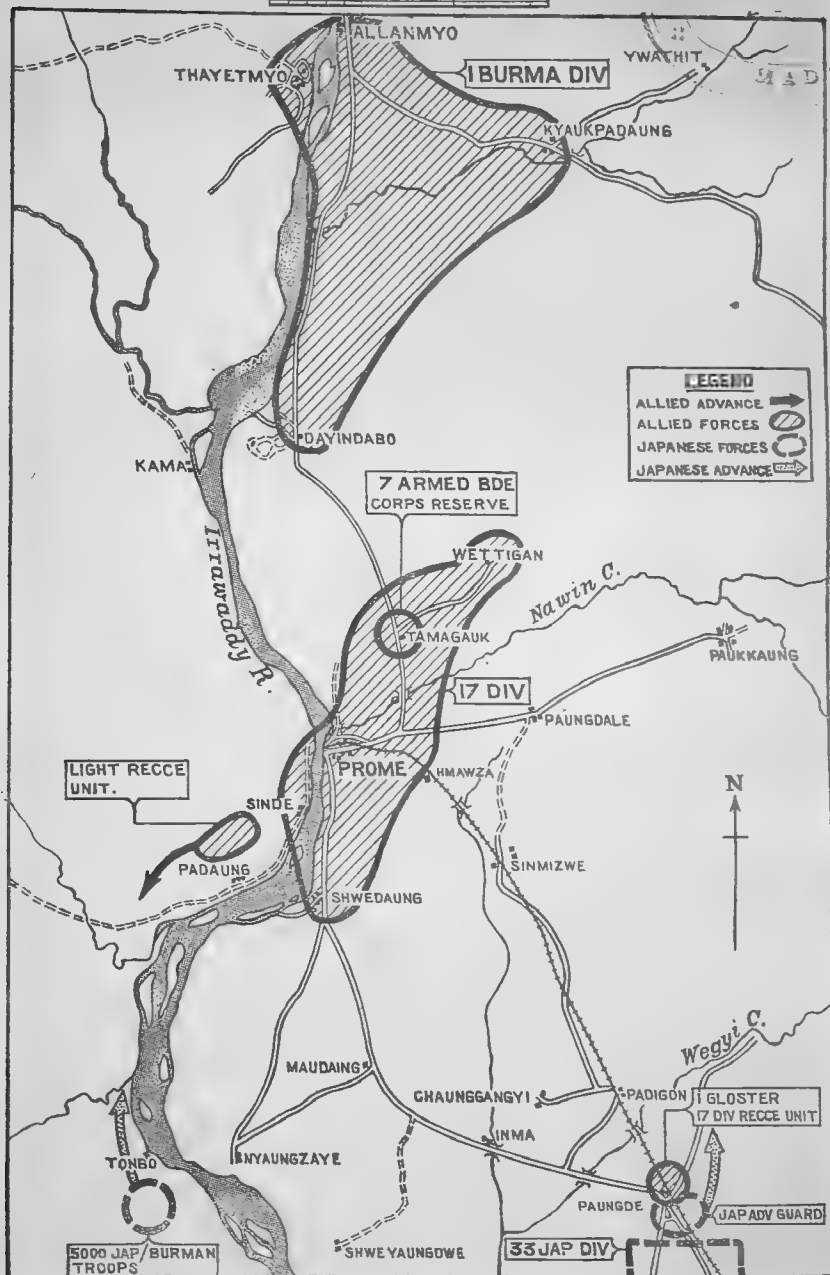 ALLANMYO
YWATHIT
THAYETMYO
1 BURMA DIV
KYAUKPADAUNG
LEGEND
ALLIED ADVANCE
ALLIED FORCES
JAPANESE FORCES
JAPANESE ADVANCE
DAYINDABO
KAMA
7 ARMED BDE
CORPS RESERVE
WETTIGAN
Irrawaddy R.
Nawin C.
TAMAGAUK
PAUKKAUNG
17 DIV
PAUNGDALE
LIGHT RECCE
UNIT.
PROME
HMAWZA
N
SINDE
PADAUNG
SINMIZWE
SHWEDAUNG
Wegyi C.
MAUDAING
CHAUNGGANGYI
PADIGON
1 GLOSTER
17 DIV RECCE UNIT
INMA
TONBO
NYAUNGZAYE
PAUNGDE
JAP ADV GUARD
5000 JAP/BURMAN
TROOPS
SHWEYAUNGDWE
33 JAP DIV